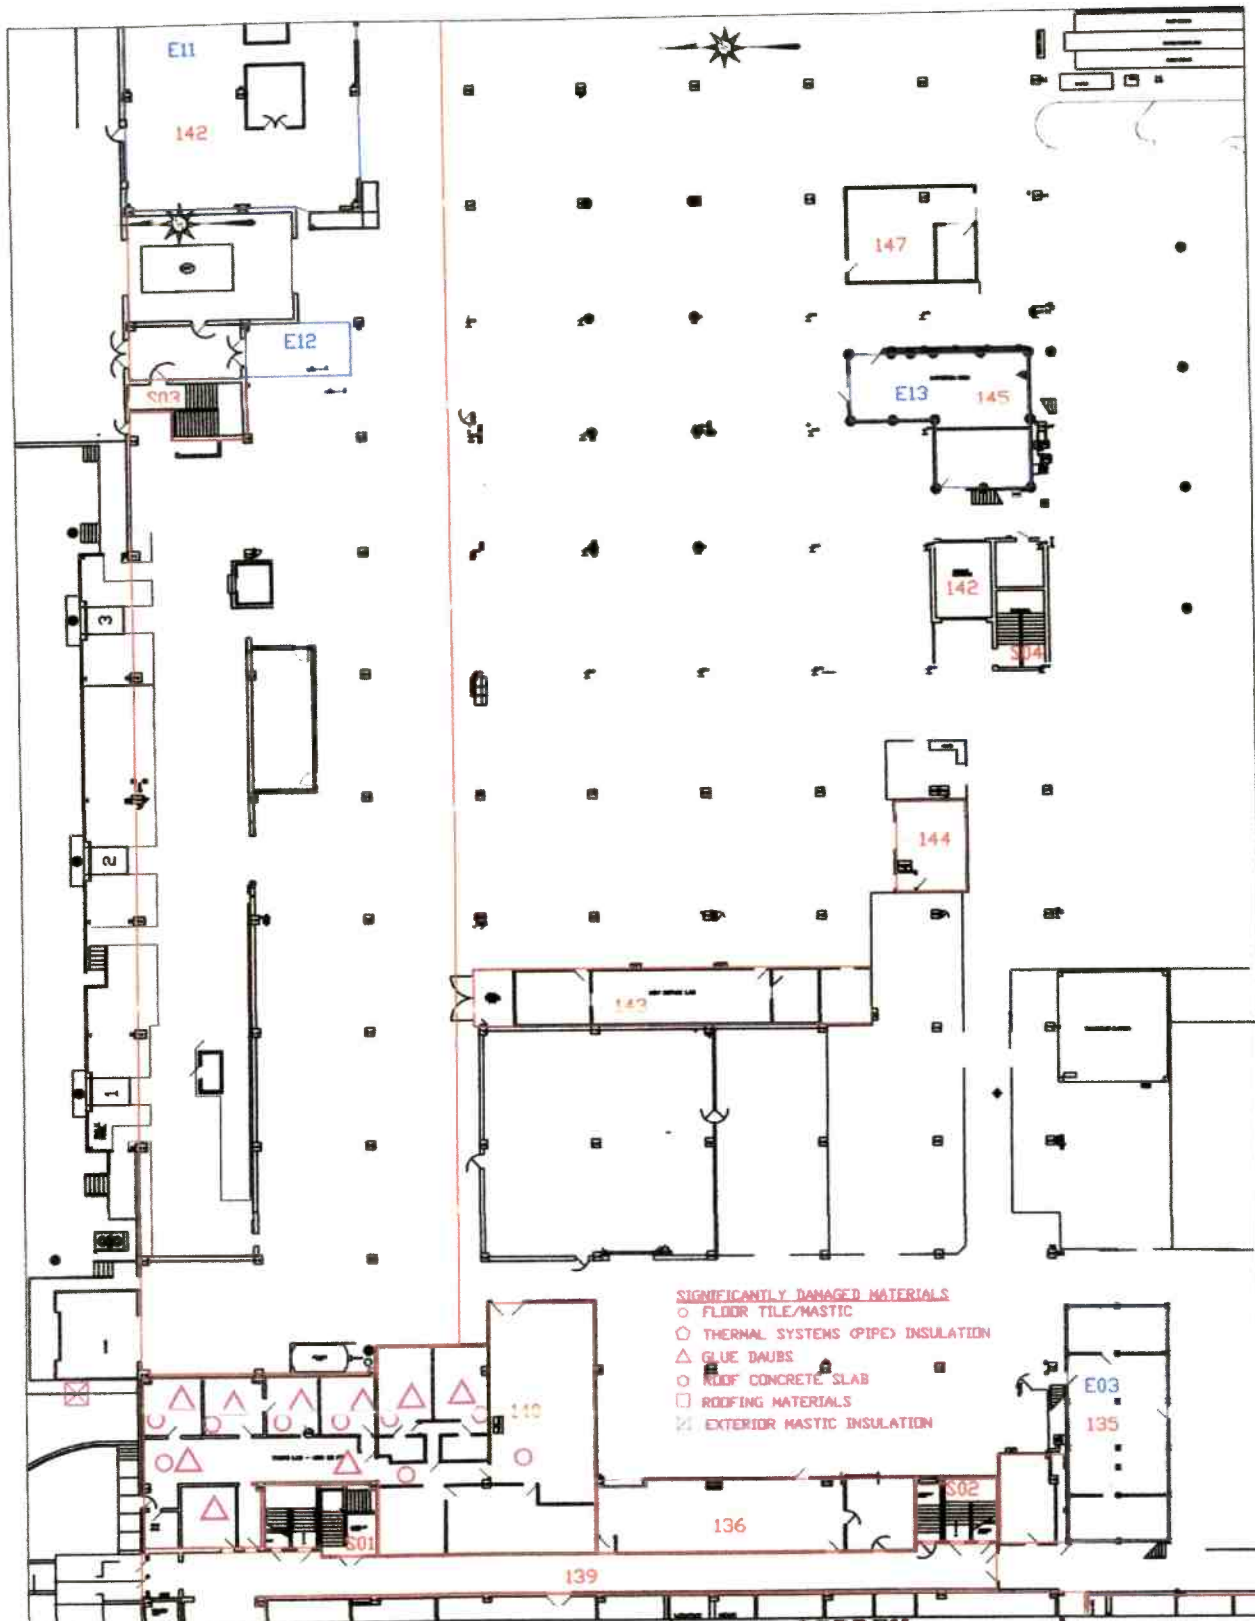 E11
142
147
E12
S03
E13
145
3
142
S04
2
144
143
1
SIGNIFICANTLY DAMAGED MATERIALS
FLOOR TILE/MASTIC
THERMAL SYSTEMS (PIPE) INSULATION
GLUE DAUBS
ROOF CONCRETE SLAB
ROOFING MATERIALS
EXTERIOR MASTIC INSULATION
E03
140
135
S02
S01
136
139